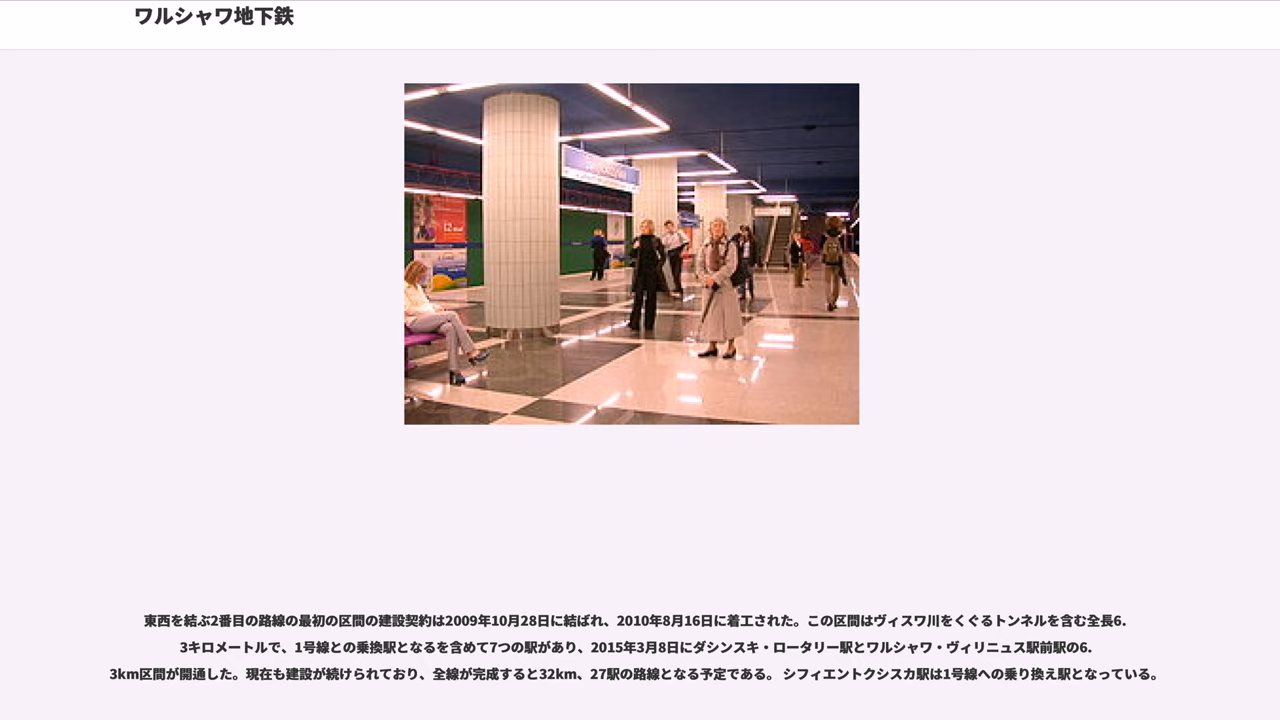 ワルシャワ地下鉄
東西を結ぶ2番目の路線の最初の区間の建設契約は2009年10月28日に結ばれ、2010年8月16日に着工された。この区間はヴィスワ川をくぐるトンネルを含む全長6.
3キロメートルで、1号線との乗換駅となるを含めて7つの駅があり、2015年3月8日にダシンスキ・ロータリー駅とワルシャワ・ヴィリニュス駅前駅の6.
3km区間が開通した。現在も建設が続けられており、全線が完成すると32km、27駅の路線となる予定である。 シフィエントクシスカ駅は1号線への乗り換え駅となっている。